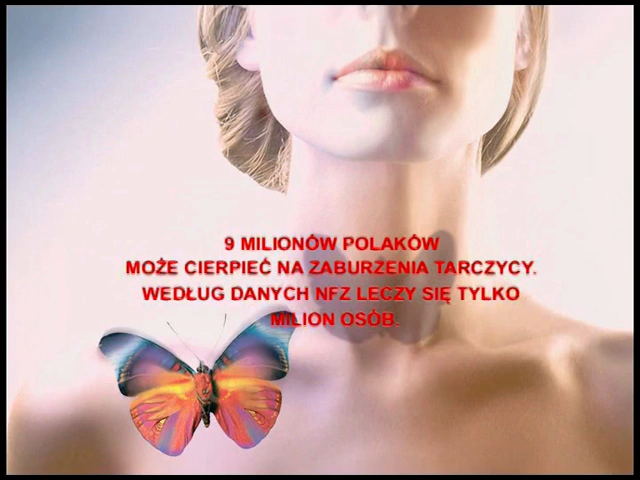 9 MILIONÓW POLAKÓW
MOŻE CIERPIEĆ NA ZABURZENIA TARCZYCY.
WEDŁUG DANYCH NFZ LECZY SIĘ TYLKO
MILION OSÓB.